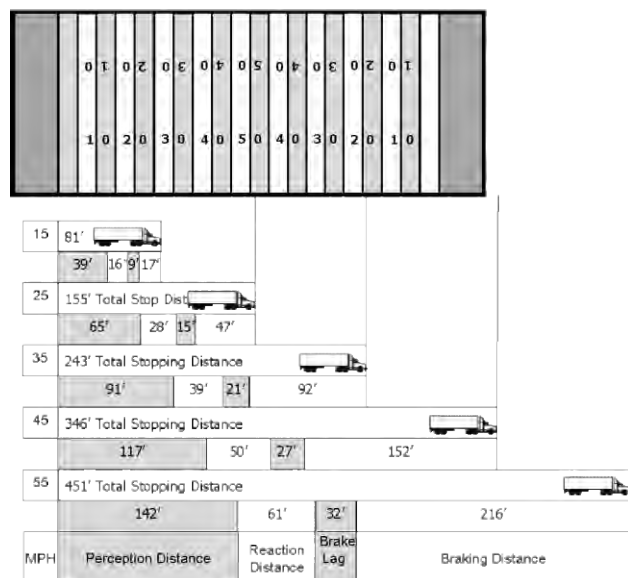 0 1 0 2 0 3 0 4 0 5 0 4 0 3 0 2 0 1
1 0 2 0 3 0 4 0 5 0 4 0 3 0 2 0 1 0
15 81'
39' 16' 9' 17'
25 155' Total Stop Dist
65' 28' 15' 47'
35 243' Total Stopping Distance
91' 39' 21' 92'
45 346' Total Stopping Distance
117' 50' 27' 152'
55 451' Total Stopping Distance
142' 61' 32' 216'
MPH Perception Distance Reaction Distance Brake Lag Braking Distance